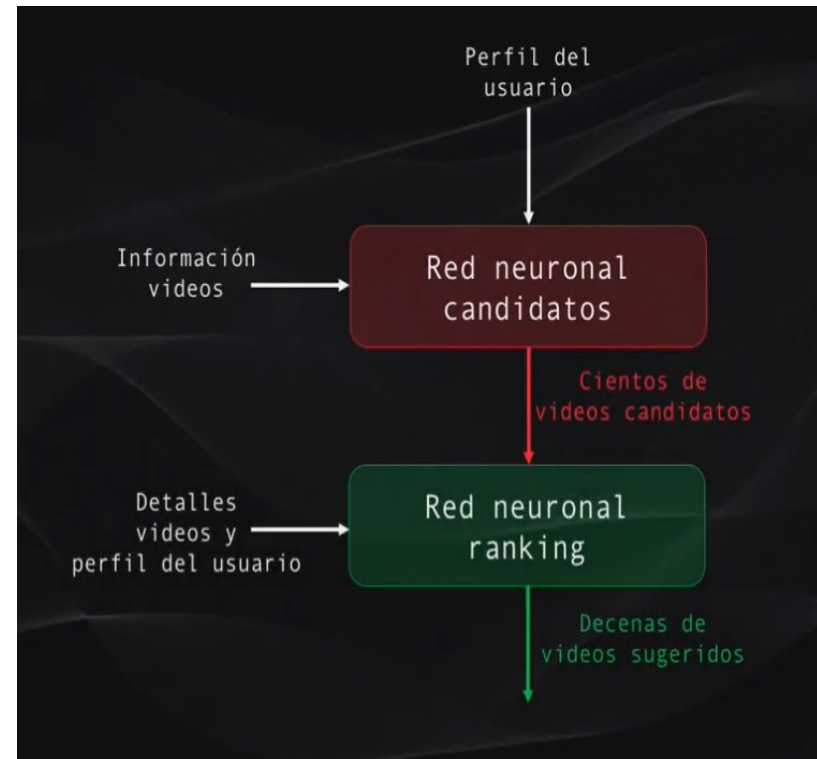 Perfil del
usuario
Información
videos
Red neuronal
candidatos
Cientos de
videos candidatos
Detalles
videos y
perfil del usuario
Red neuronal
ranking
Decenas de
videos sugeridos